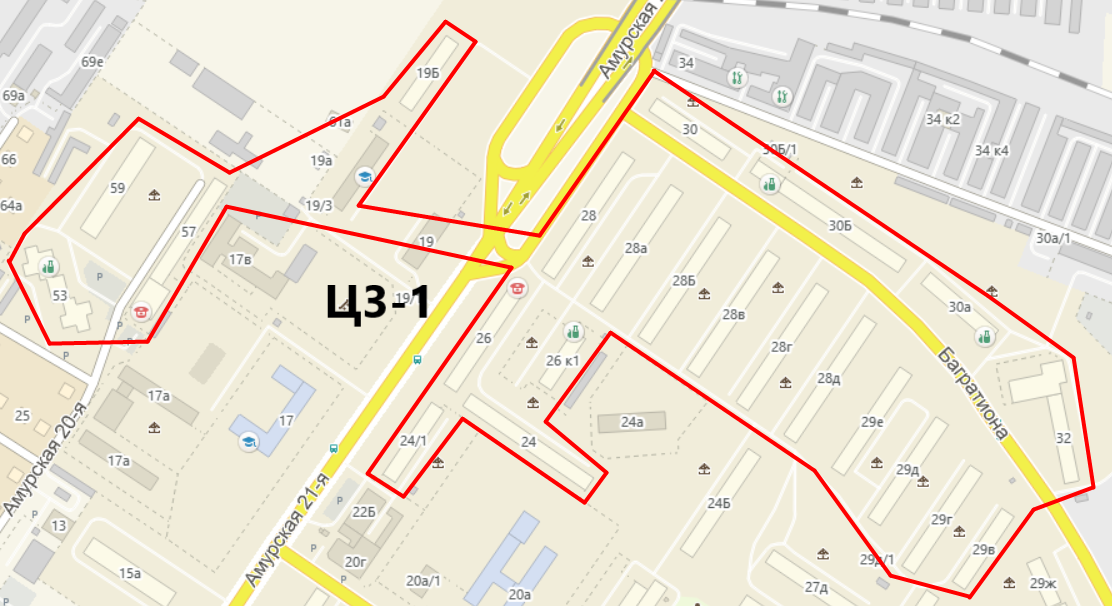 Амурская 2
69е
19Б
34
69а
34 к2
61а
30
66
30Б/1
34 к4
19а
59
64а
19/3
28
30Б
57
19
28а
30а/1
17в
28Б
53
ЦЗ-1
19/
28в
30а
26
28г
26 к1
Багратиона
28д
17а
25
17
24а
29е
24/1
24
32
17а
29д
Амурская 20-я
Амурская 21-я
24Б
22Б
29г
13
29в
20г
29д/1
15а
20а/1
27д
29ж
20а
Р
Р
Р
Р
Р
Р
Р
Р